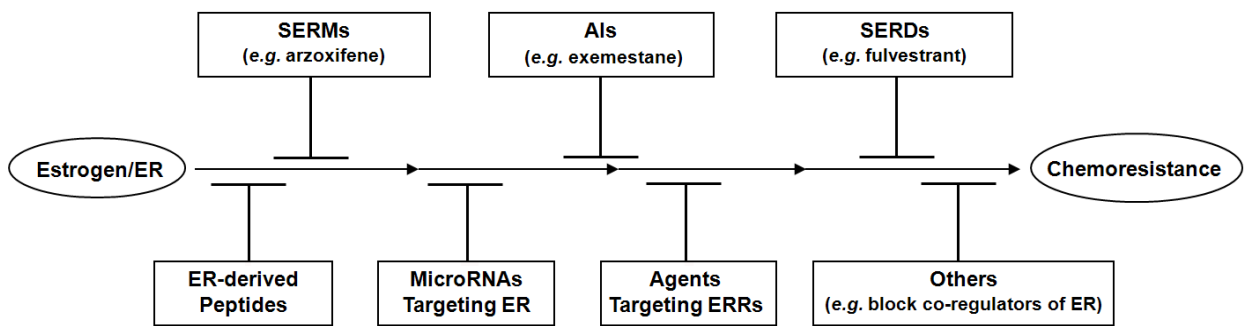 SERMs
(e.g. arzoxifene)
AIs
(e.g. exemestane)
SERDs
(e.g. fulvestrant)
Estrogen/ER
Chemoresistance
ER-derived
Peptides
MicroRNAs
Targeting ER
Agents
Targeting ERRs
Others
(e.g. block co-regulators of ER)